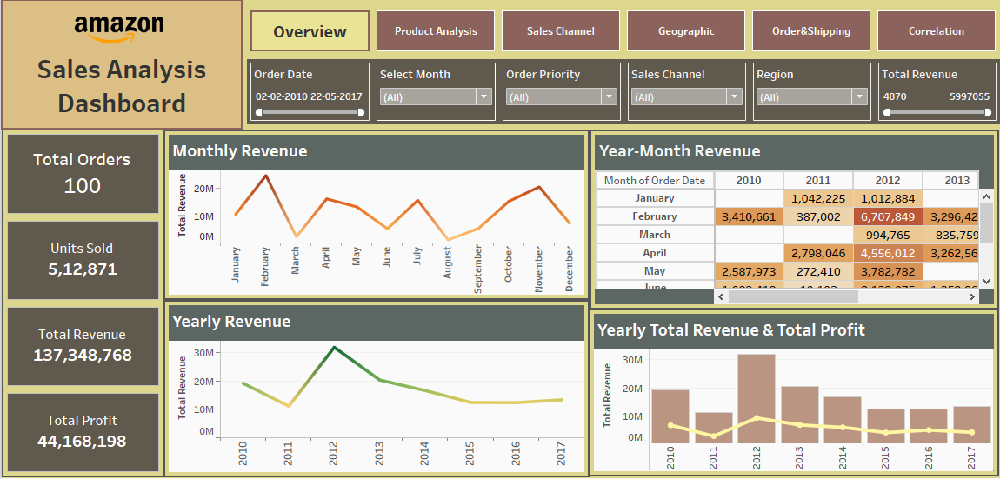 amazon
Sales Analysis
Dashboard
Overview
Product Analysis
Sales Channel
Geographic
Order&Shipping
Correlation
Order Date
02-02-2010 22-05-2017
Select Month
(All)
Order Priority
(All)
Sales Channel
(All)
Region
(All)
Total Revenue
4870 5997055
Total Orders
100
Units Sold
5,12,871
Total Revenue
137,348,768
Total Profit
44,168,198
Monthly Revenue
Total Revenue
20M
10M
0M
January
February
March
April
May
June
July
August
September
October
November
December
Year-Month Revenue
Month of Order Date 2010 2011 2012 2013
January 1,042,225 1,012,884
February 3,410,661 387,002 6,707,849 3,296,42
March 994,765 835,759
April 2,798,046 4,556,012 3,262,56
May 2,587,973 272,410 3,782,782
June
Yearly Revenue
Total Revenue
30M
20M
10M
0M
2010
2011
2012
2013
2014
2015
2016
2017
Yearly Total Revenue & Total Profit
Total Revenue
30M
20M
10M
0M
2010
2011
2012
2013
2014
2015
2016
2017